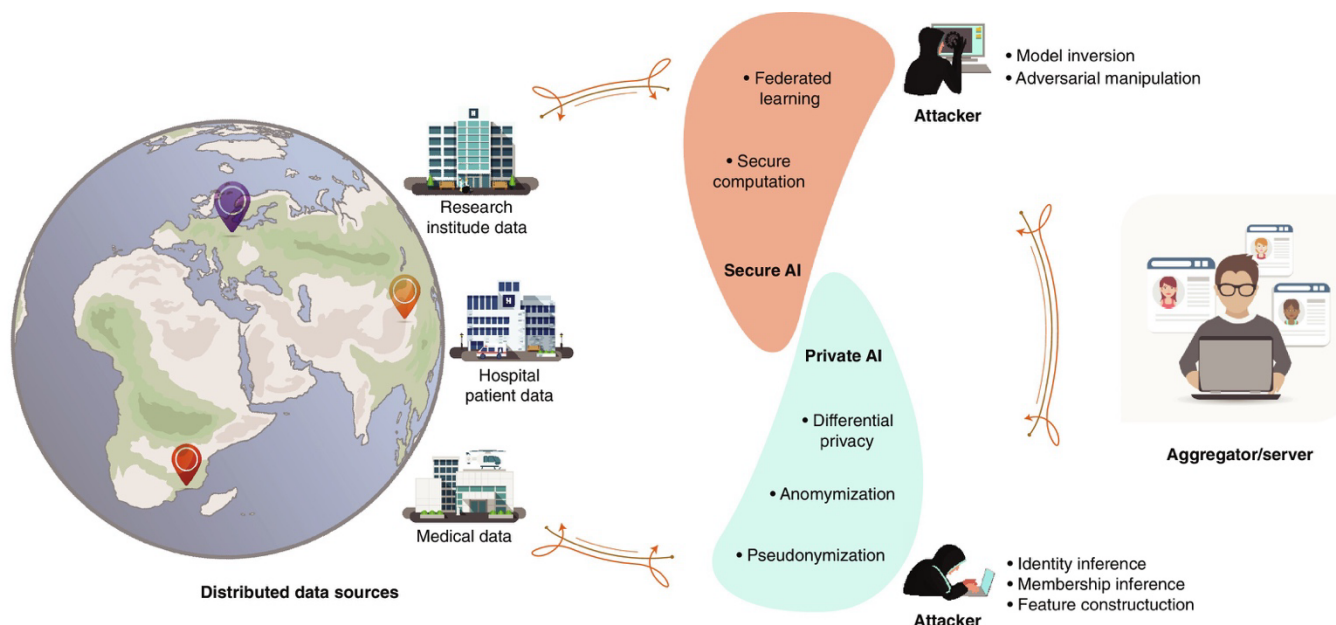 • Federated
learning
• Secure
computation
Secure AI
Attacker
• Model inversion
• Adversarial manipulation
H
Research
institude data
H
Hospital
patient data
Medical data
Distributed data sources
Private AI
• Differential
privacy
• Anomymization
• Pseudonymization
Aggregator/server
Attacker
• Identity inference
• Membership inference
• Feature constructuction